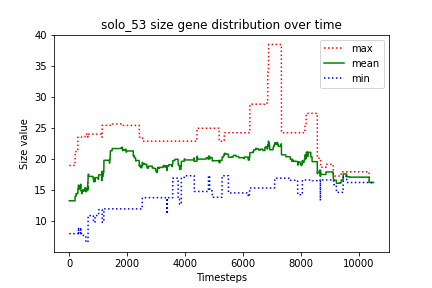 solo_53 size gene distribution over time
40
35
30
25
20
15
10
Size value
max
mean
min
0 2000 4000 6000 8000 10000
Timesteps